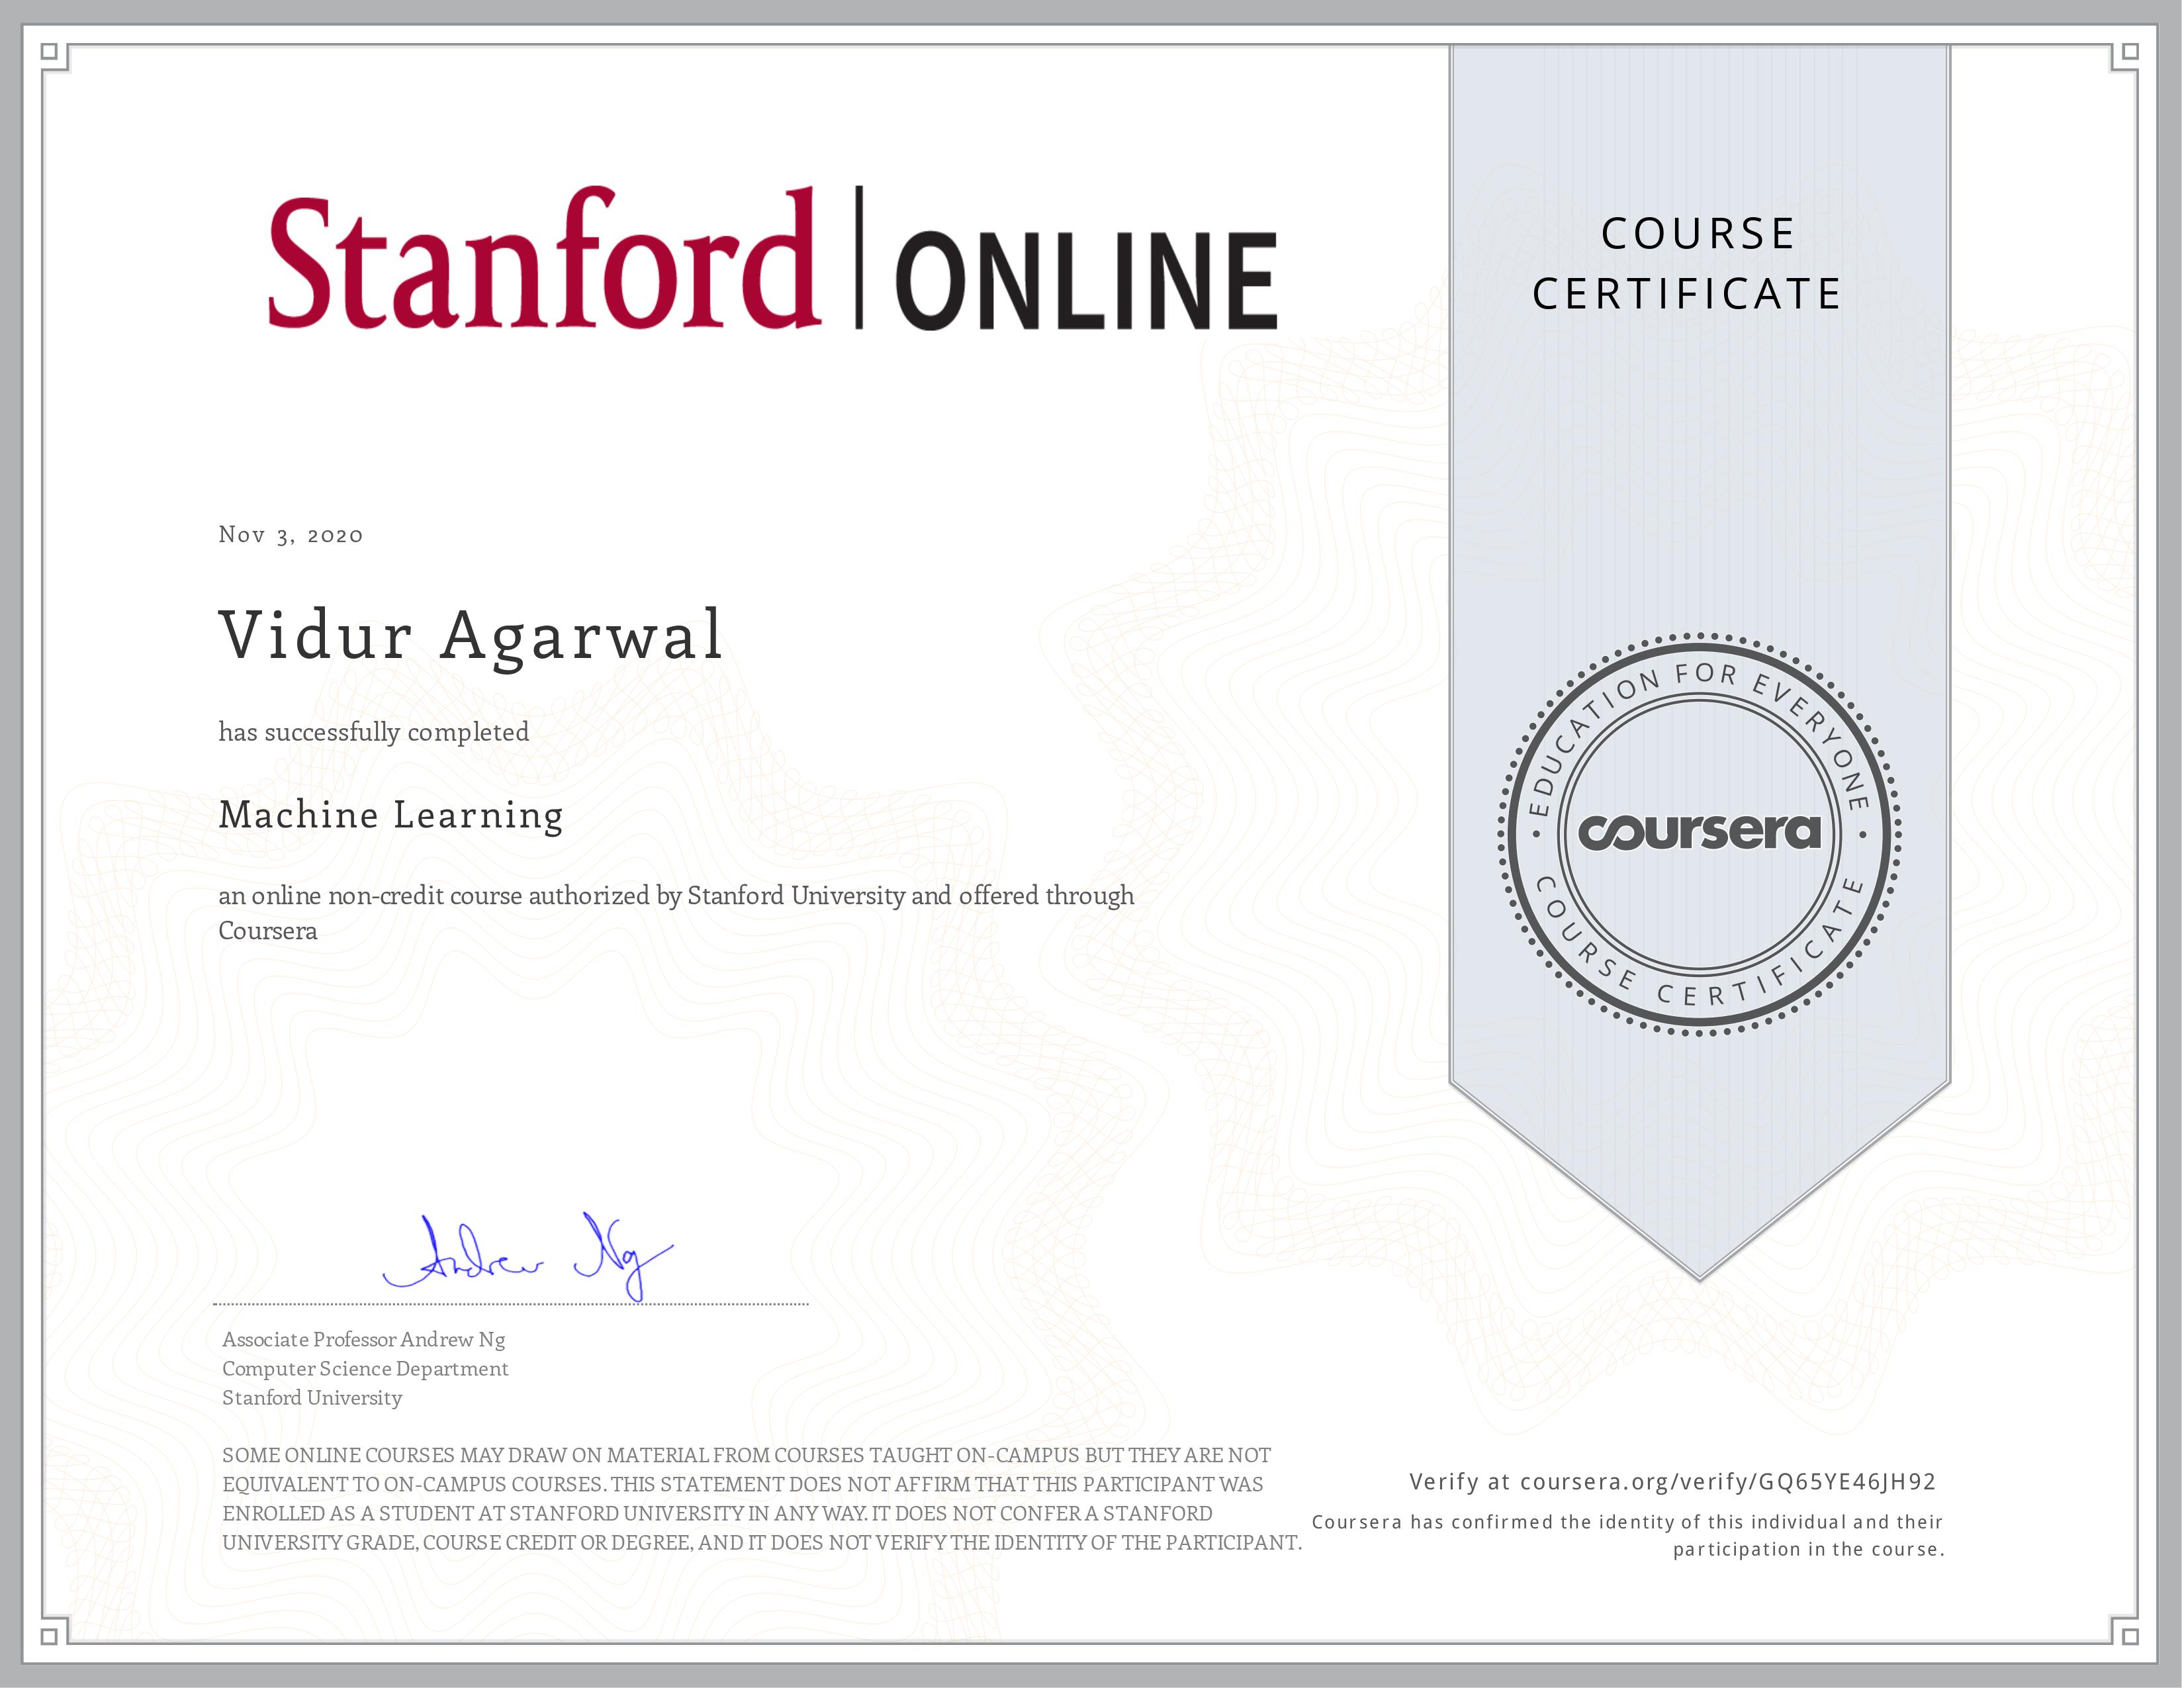 Stanford | ONLINE
COURSE
CERTIFICATE
Nov 3, 2020
Vidur Agarwal
has successfully completed
Machine Learning
an online non-credit course authorized by Stanford University and offered through
Coursera
EDUCATION FOR EVERYONE
coursera
COURSE CERTIFICATE
Andrew Ng
Associate Professor Andrew Ng
Computer Science Department
Stanford University
SOME ONLINE COURSES MAY DRAW ON MATERIAL FROM COURSES TAUGHT ON-CAMPUS BUT THEY ARE NOT
EQUIVALENT TO ON-CAMPUS COURSES. THIS STATEMENT DOES NOT AFFIRM THAT THIS PARTICIPANT WAS
ENROLLED AS A STUDENT AT STANFORD UNIVERSITY IN ANY WAY. IT DOES NOT CONFER A STANFORD
UNIVERSITY GRADE, COURSE CREDIT OR DEGREE, AND IT DOES NOT VERIFY THE IDENTITY OF THE PARTICIPANT.
Verify at coursera.org/verify/GQ65YE46JH92
Coursera has confirmed the identity of this individual and their
participation in the course.